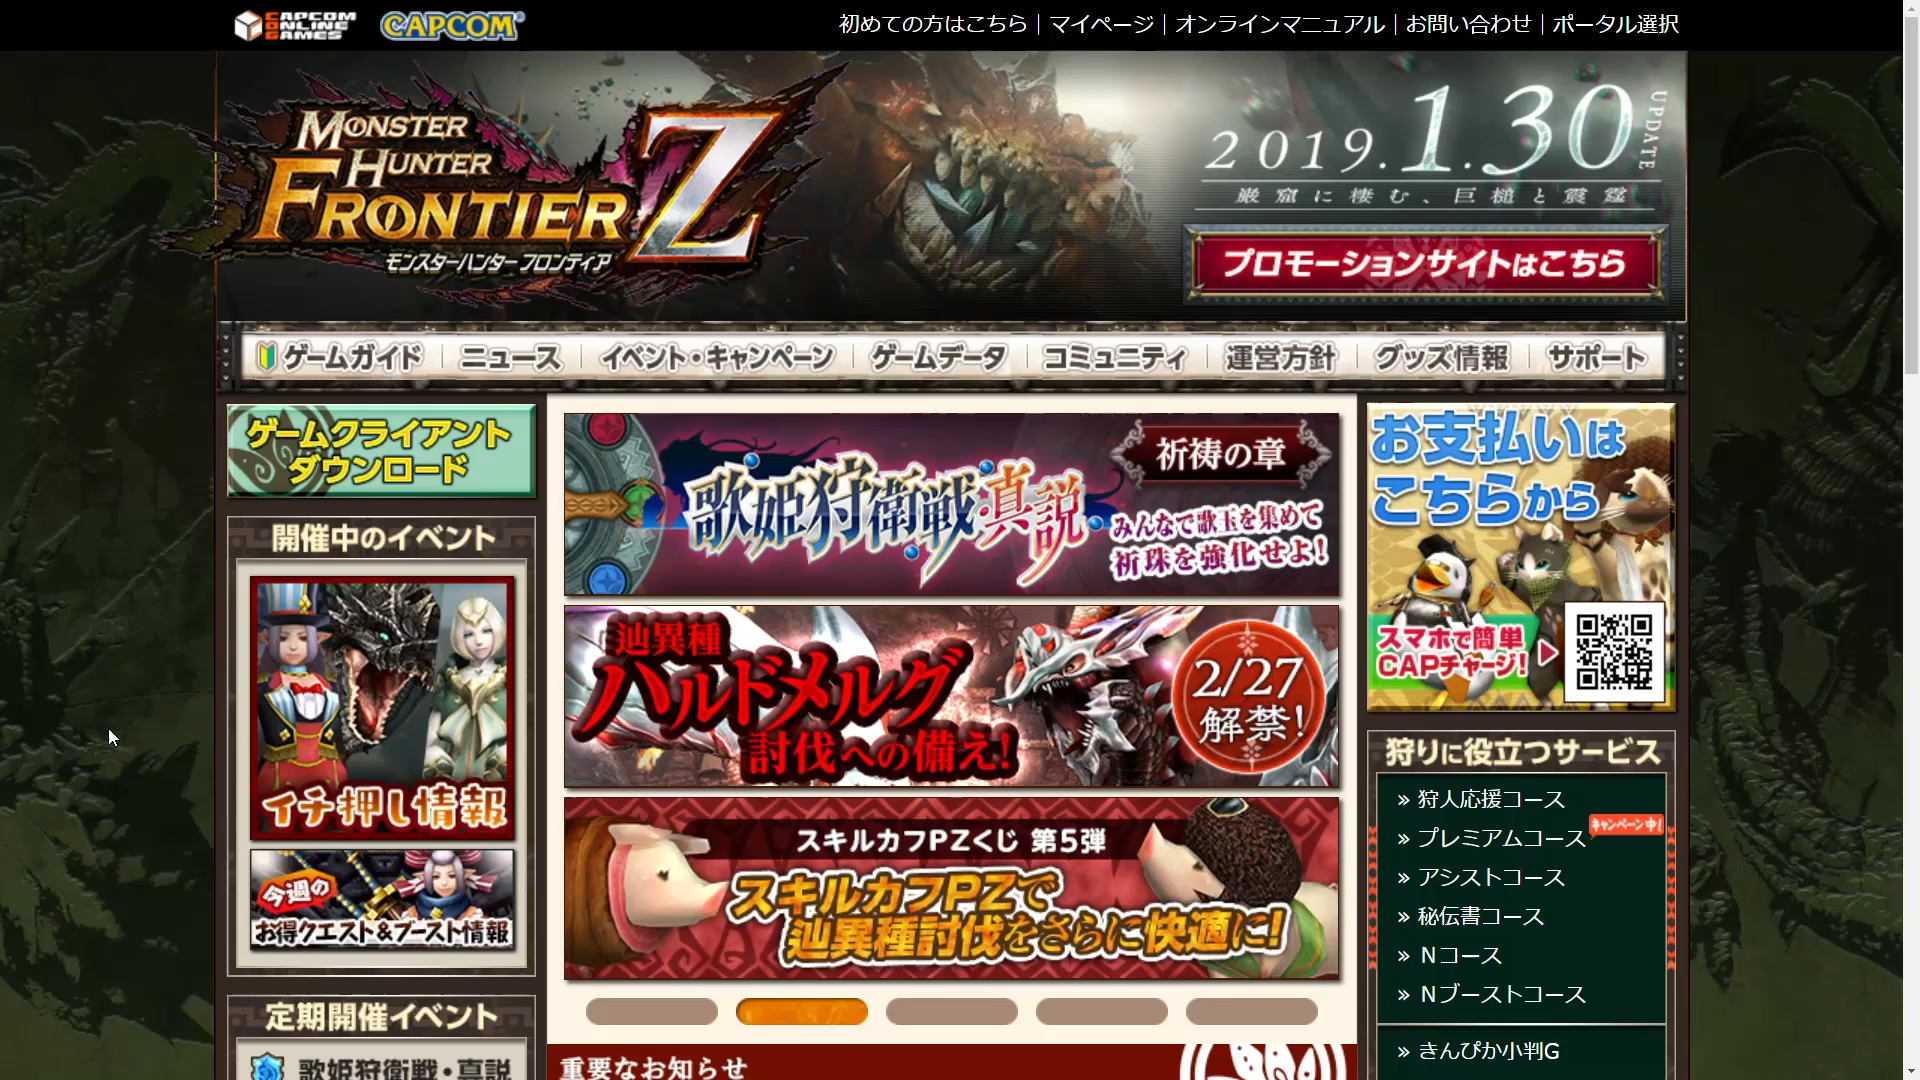 CAPCOM ONLINE GAMES
CAPCOM
初めての方はこちら｜マイページ｜オンラインマニュアル｜お問い合わせ｜ポータル選択
MONSTER HUNTER FRONTIER Z
モンスターハンター フロンティア
2019.1.30 UPDATE
巌窟に棲む、巨槌と震霆
プロモーションサイトはこちら
ゲームガイド
ニュース
イベント・キャンペーン
ゲームデータ
コミュニティ
運営方針
グッズ情報
サポート
ゲームクライアント
ダウンロード
開催中のイベント
イチ押し情報
今週の
お得クエスト&ブースト情報
定期開催イベント
歌姫狩衛戦・真説
祈祷の章
歌姫狩衛戦・真説
みんなで歌玉を集めて
祈珠を強化せよ!
辿異種
ハルドメルグ
討伐への備え!
2/27
解禁!
スキルカフPZくじ 第5弾
スキルカフPZで
辿異種討伐をさらに快適に!
重要なお知らせ
お支払いは
こちらから
スマホで簡単
CAPチャージ!
狩りに役立つサービス
» 狩人応援コース
» プレミアムコース
キャンペーン中!
» アシストコース
» 秘伝書コース
» Nコース
» Nブーストコース
» きんぴか小判G